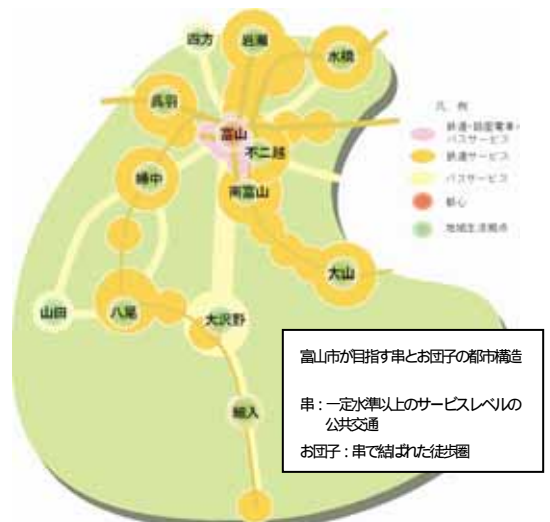 四方
岩瀬
水橋
呉羽
富山
不二越
婦中
南富山
大山
山田
八尾
大沢野
細入
凡 例
鉄道・路面電車・
バスサービス
鉄道サービス
バスサービス
都心
地域生活拠点
富山市が目指す串とお団子の都市構造
串：一定水準以上のサービスレベルの
公共交通
お団子：串で結ばれた徒歩圏